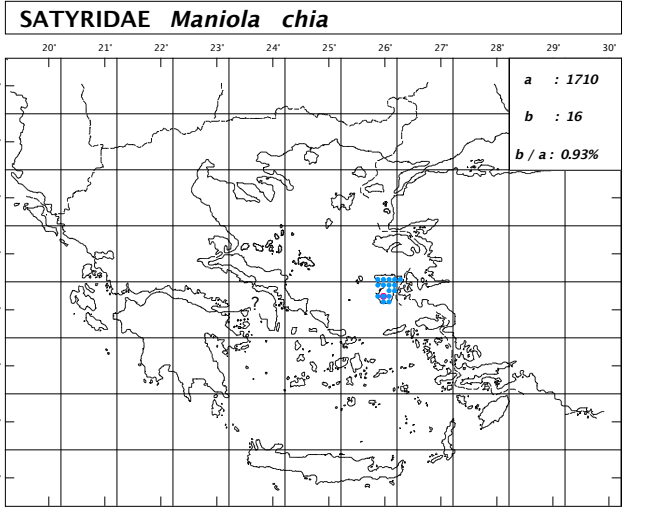 SATYRIDAE Maniola chia
20° 21° 22° 23° 24° 25° 26° 27° 28° 29° 30°
a : 1710
b : 16
b / a : 0.93%
?